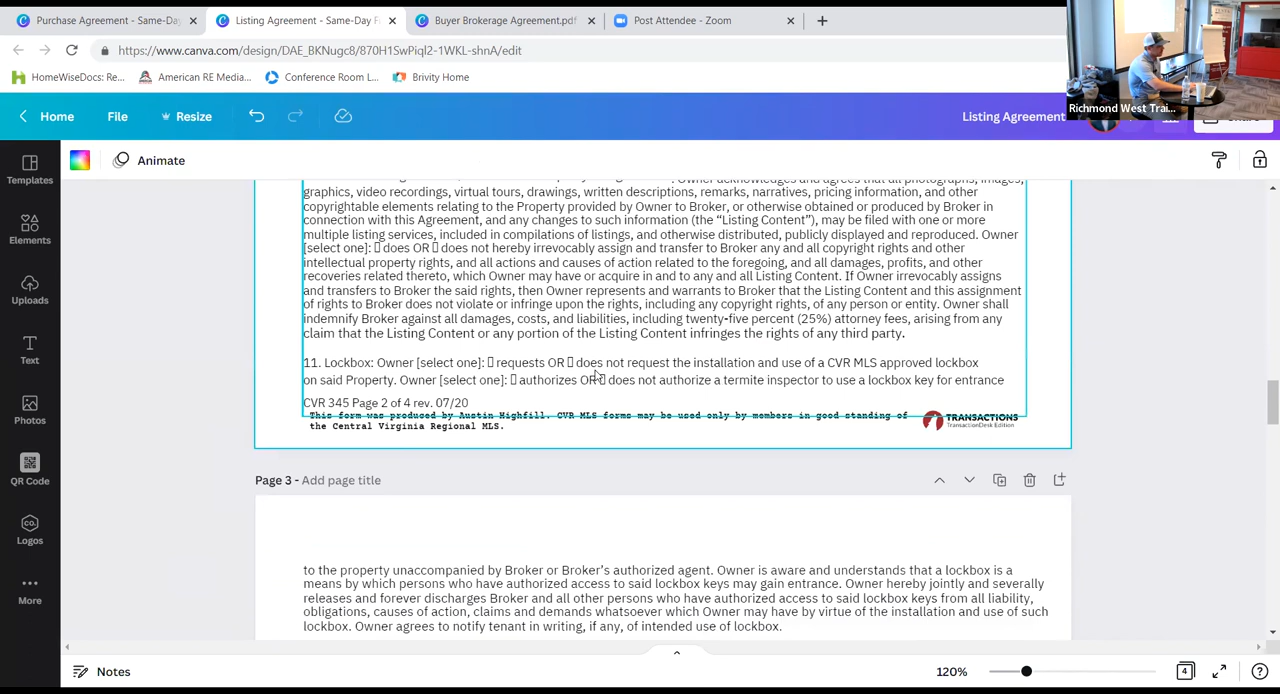 Purchase Agreement - Same-Day
Listing Agreement - Same-Day F
Buyer Brokerage Agreement.pdf
Post Attendee - Zoom
https://www.canva.com/design/DAE_BKNugc8/870H1SwPiqI2-1WKL-shnA/edit
HomeWiseDocs: Re...
American RE Media...
Conference Room L...
Brivity Home
Richmond West Trai...
Home
File
Resize
Listing Agreement
Animate
Templates
Elements
Uploads
Text
Photos
QR Code
co.
Logos
More
Owner acknowledges and agrees that all photographs, images,
graphics, video recordings, virtual tours, drawings, written descriptions, remarks, narratives, pricing information, and other
copyrightable elements relating to the Property provided by Owner to Broker, or otherwise obtained or produced by Broker in
connection with this Agreement, and any changes to such information (the “Listing Content”), may be filed with one or more
multiple listing services, included in compilations of listings, and otherwise distributed, publicly displayed and reproduced. Owner
[select one]: ▯ does OR ▯ does not hereby irrevocably assign and transfer to Broker any and all copyright rights and other
intellectual property rights, and all actions and causes of action related to the foregoing, and all damages, profits, and other
recoveries related thereto, which Owner may have or acquire in and to any and all Listing Content. If Owner irrevocably assigns
and transfers to Broker the said rights, then Owner represents and warrants to Broker that the Listing Content and this assignment
of rights to Broker does not violate or infringe upon the rights, including any copyright rights, of any person or entity. Owner shall
indemnify Broker against all damages, costs, and liabilities, including twenty-five percent (25%) attorney fees, arising from any
claim that the Listing Content or any portion of the Listing Content infringes the rights of any third party.
11. Lockbox: Owner [select one]: ▯ requests OR ▯ does not request the installation and use of a CVR MLS approved lockbox
on said Property. Owner [select one]: ▯ authorizes OR ▯ does not authorize a termite inspector to use a lockbox key for entrance
CVR 345 Page 2 of 4 rev. 07/20
This form was produced by Austin Highfill. CVR MLS forms may be used only by members in good standing of
the Central Virginia Regional MLS.
TRANSACTIONS
TransactionDesk Edition
Page 3 - Add page title
to the property unaccompanied by Broker or Broker’s authorized agent. Owner is aware and understands that a lockbox is a
means by which persons who have authorized access to said lockbox keys may gain entrance. Owner hereby jointly and severally
releases and forever discharges Broker and all other persons who have authorized access to said lockbox keys from all liability,
obligations, causes of action, claims and demands whatsoever which Owner may have by virtue of the installation and use of such
lockbox. Owner agrees to notify tenant in writing, if any, of intended use of lockbox.
Notes
120%
4